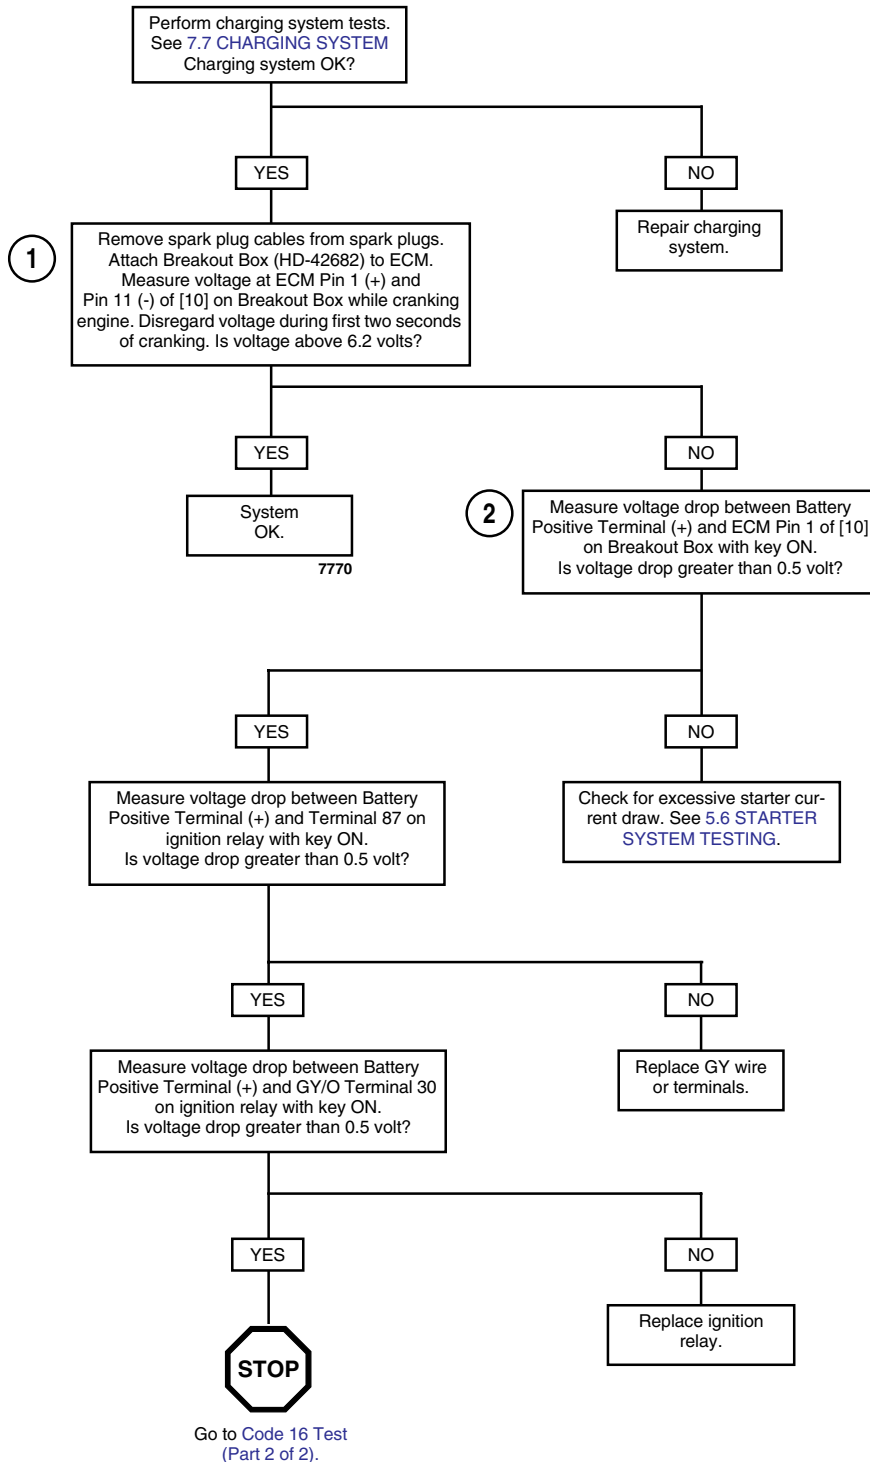 Perform charging system tests.
See 7.7 CHARGING SYSTEM
Charging system OK?
YES
NO
Repair charging
system.
1
Remove spark plug cables from spark plugs.
Attach Breakout Box (HD-42682) to ECM.
Measure voltage at ECM Pin 1 (+) and
Pin 11 (-) of [10] on Breakout Box while cranking
engine. Disregard voltage during first two seconds
of cranking. Is voltage above 6.2 volts?
YES
NO
System
OK.
7770
2
Measure voltage drop between Battery
Positive Terminal (+) and ECM Pin 1 of [10]
on Breakout Box with key ON.
Is voltage drop greater than 0.5 volt?
YES
NO
Measure voltage drop between Battery
Positive Terminal (+) and Terminal 87 on
ignition relay with key ON.
Is voltage drop greater than 0.5 volt?
Check for excessive starter cur-
rent draw. See 5.6 STARTER
SYSTEM TESTING.
YES
NO
Measure voltage drop between Battery
Positive Terminal (+) and GY/O Terminal 30
on ignition relay with key ON.
Is voltage drop greater than 0.5 volt?
Replace GY wire
or terminals.
YES
NO
Replace ignition
relay.
STOP
Go to Code 16 Test
(Part 2 of 2).